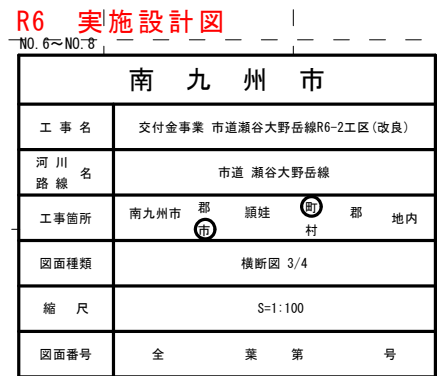 R6 実施設計図
NO.6~NO.8
南九州市
工事名 交付金事業 市道瀬谷大野岳線R6-2工区(改良)
河川
路線 名 市道 瀬谷大野岳線
工事箇所 南九州市 郡 市 頴娃 町 村 郡 地内
図面種類 横断図 3/4
縮尺 S=1:100
図面番号 全 葉 第 号